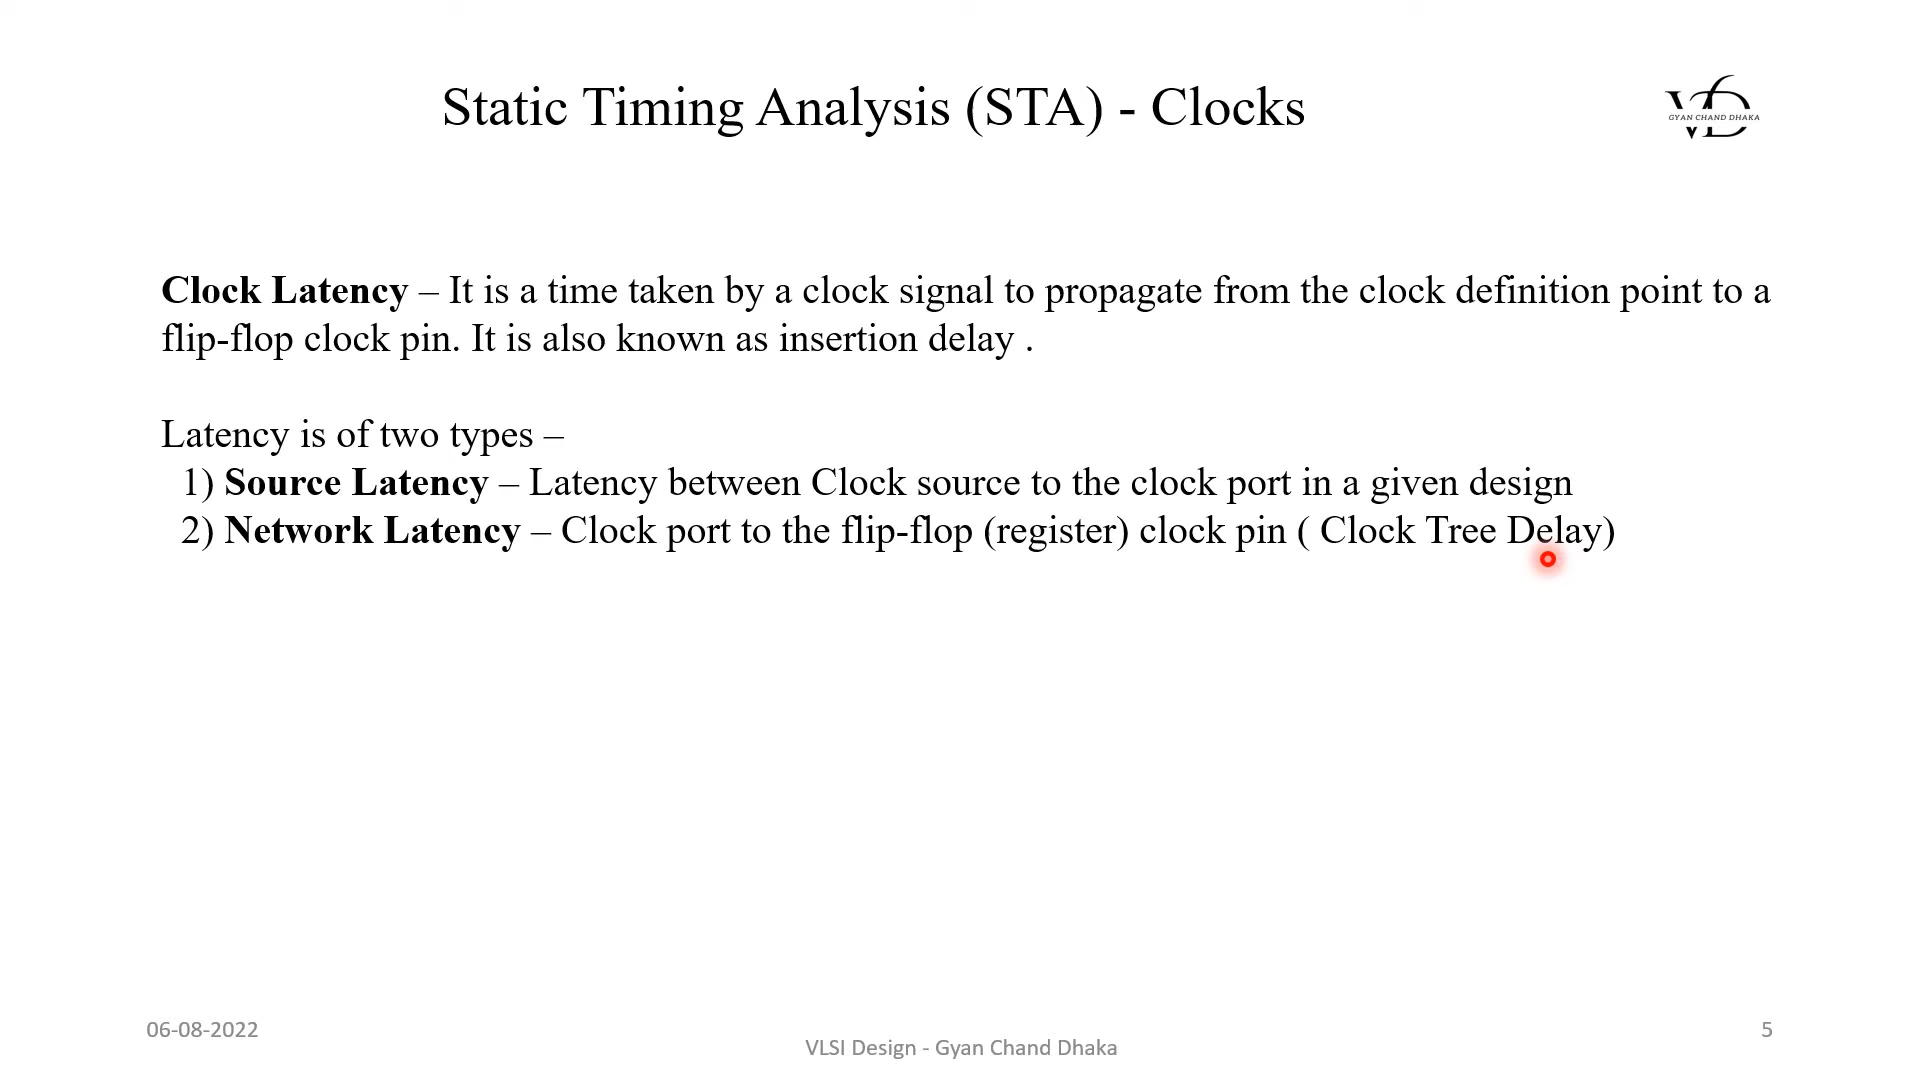 Static Timing Analysis (STA) - Clocks
GYAN CHAND DHAKA
Clock Latency – It is a time taken by a clock signal to propagate from the clock definition point to a
flip-flop clock pin. It is also known as insertion delay .
Latency is of two types –
1) Source Latency – Latency between Clock source to the clock port in a given design
2) Network Latency – Clock port to the flip-flop (register) clock pin ( Clock Tree Delay)
06-08-2022
VLSI Design - Gyan Chand Dhaka
5